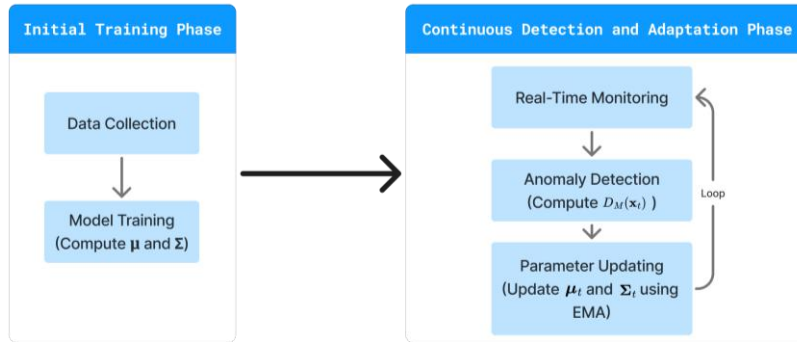 Initial Training Phase
Data Collection
Model Training
(Compute μ and Σ)
Continuous Detection and Adaptation Phase
Real-Time Monitoring
Anomaly Detection
(Compute D_M(x_t) )
Parameter Updating
(Update μ_t and Σ_t using
EMA)
Loop